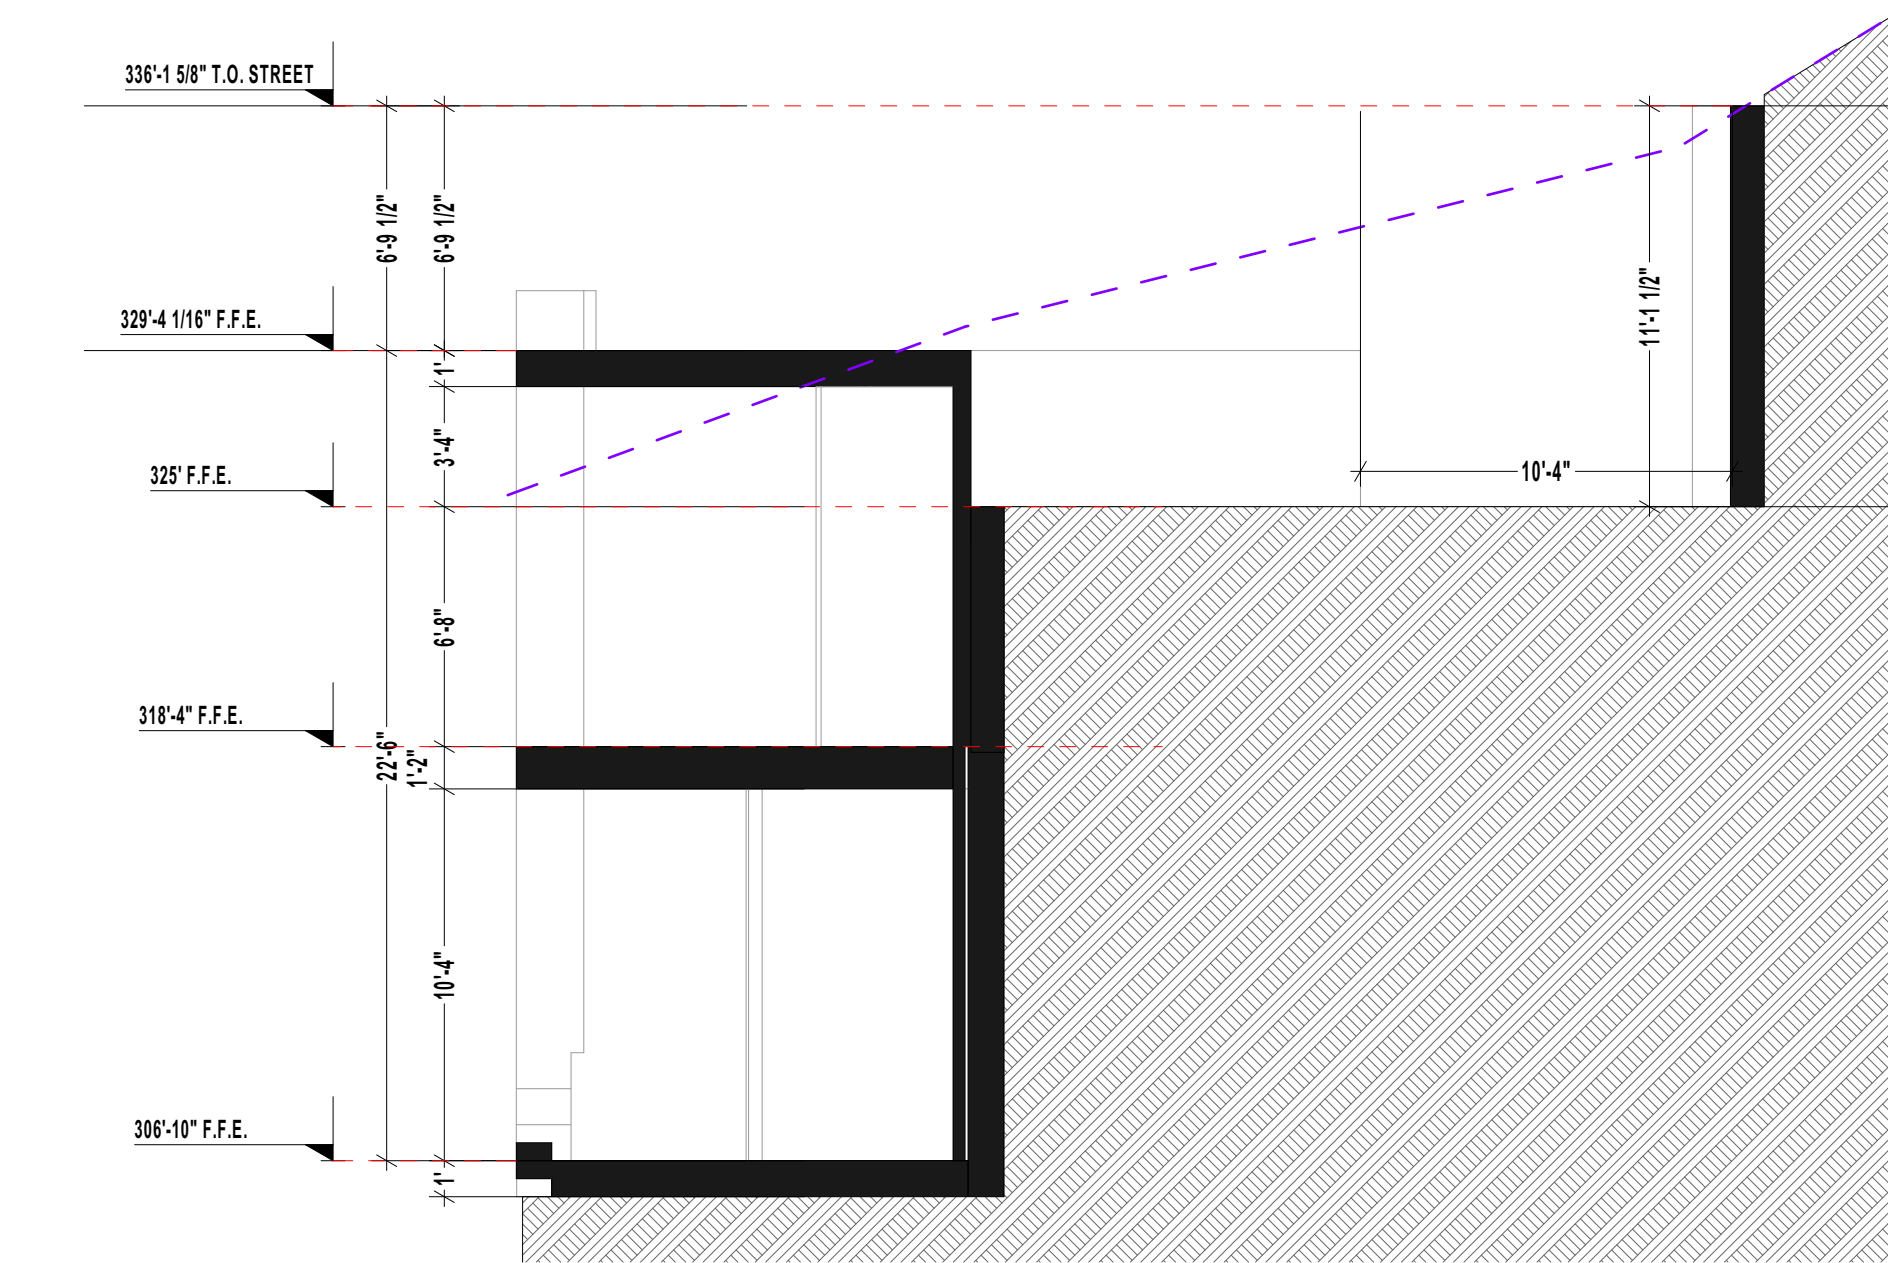 336'-1 5/8" T.O. STREET
6'-9 1/2"
6'-9 1/2"
11'-1 1/2"
329'-4 1/16" F.F.E.
1'
3'-4"
325' F.F.E.
10'-4"
6'-8"
318'-4" F.F.E.
22'-6"
1'-2"
10'-4"
306'-10" F.F.E.
1'